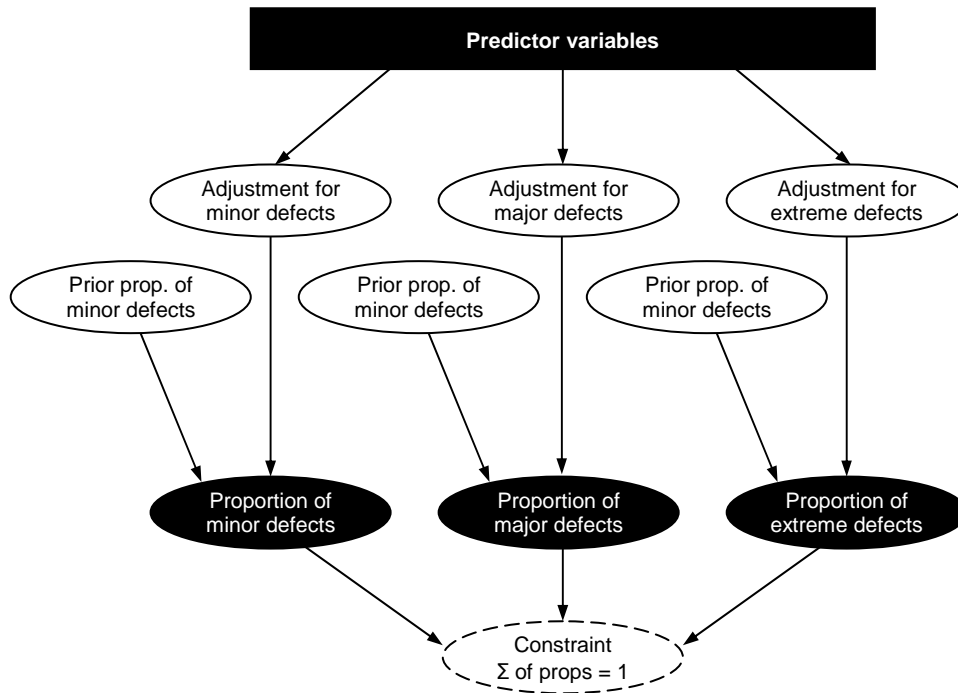 Predictor variables
Adjustment for
minor defects
Adjustment for
major defects
Adjustment for
extreme defects
Prior prop. of
minor defects
Prior prop. of
minor defects
Prior prop. of
minor defects
Proportion of
minor defects
Proportion of
major defects
Proportion of
extreme defects
Constraint
Σ of props = 1